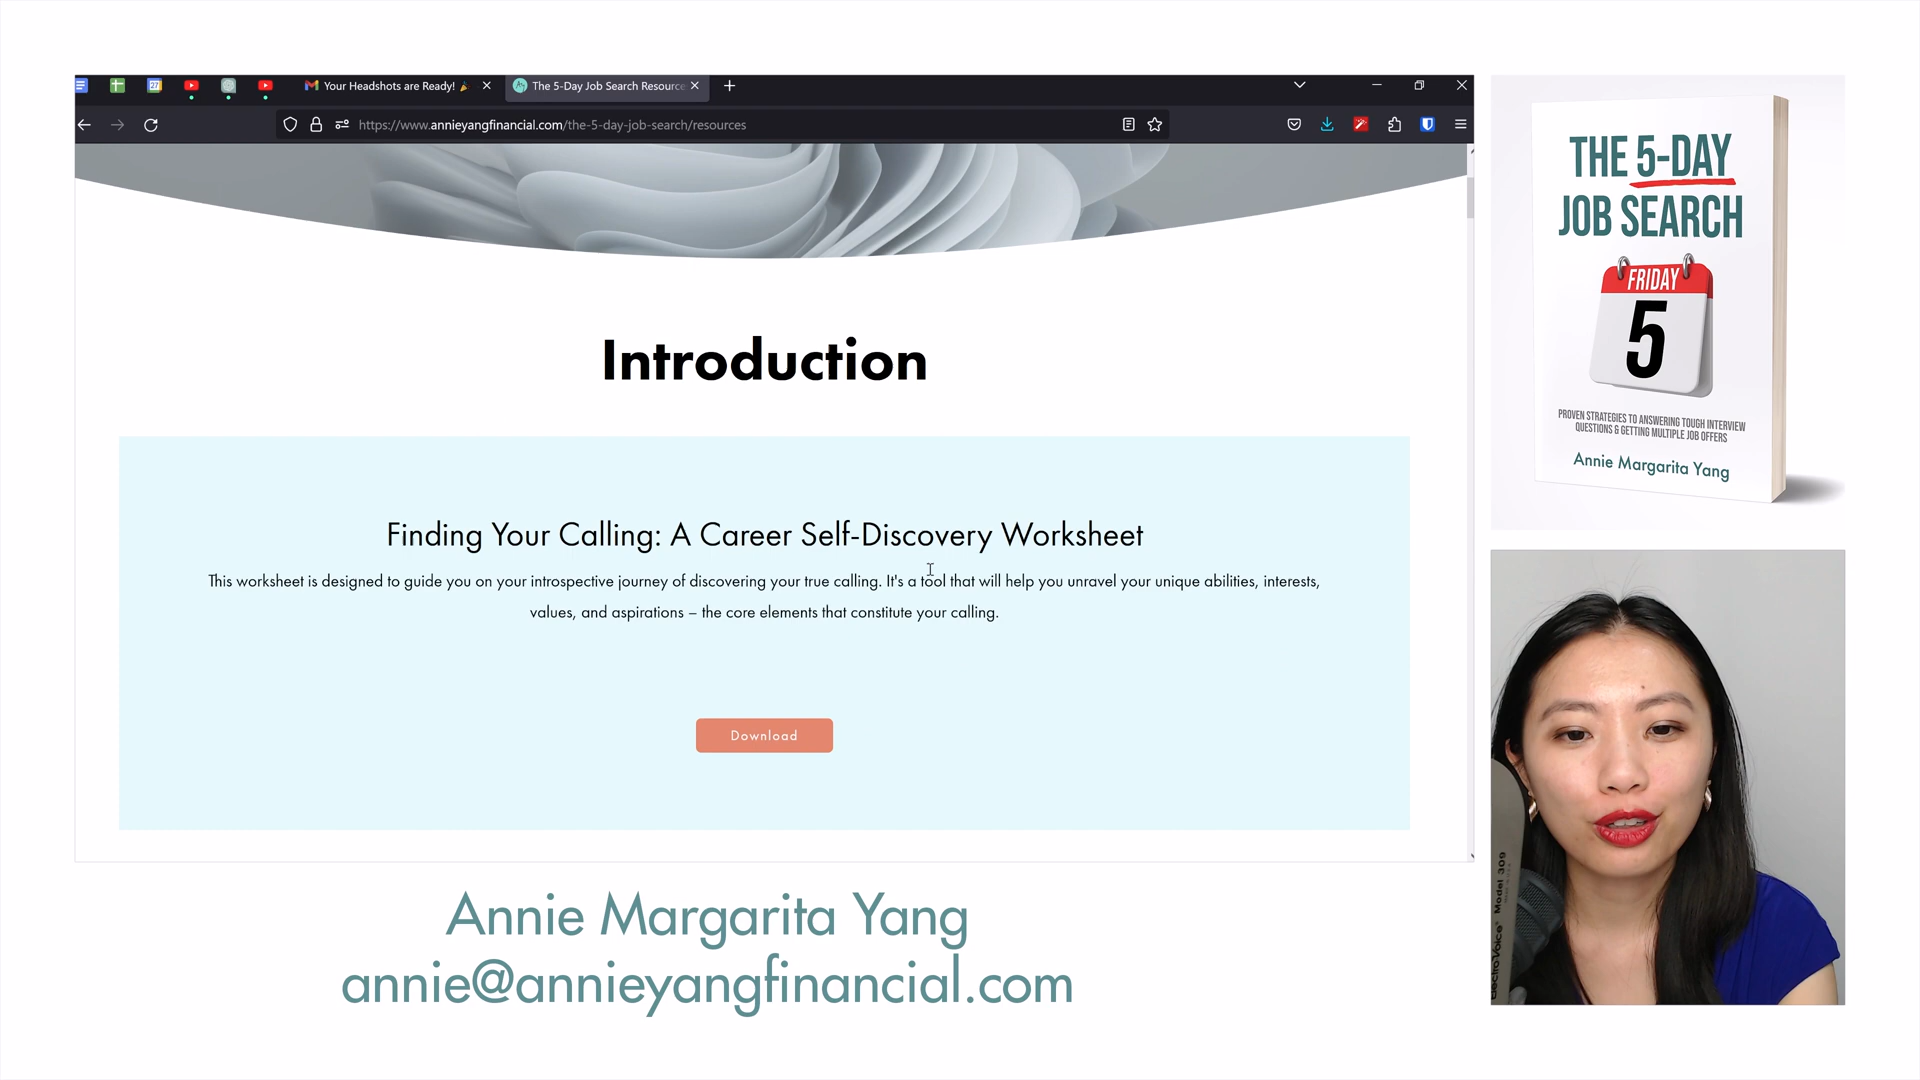 Your Headshots are Ready! 🎉
The 5-Day Job Search Resource
https://www.annieyangfinancial.com/the-5-day-job-search/resources
Introduction
Finding Your Calling: A Career Self-Discovery Worksheet
This worksheet is designed to guide you on your introspective journey of discovering your true calling. It's a tool that will help you unravel your unique abilities, interests,
values, and aspirations – the core elements that constitute your calling.
Download
Annie Margarita Yang
annie@annieyangfinancial.com
THE 5-DAY
JOB SEARCH
FRIDAY
5
PROVEN STRATEGIES TO ANSWERING TOUGH INTERVIEW
QUESTIONS & GETTING MULTIPLE JOB OFFERS
Annie Margarita Yang
ElectroVoice® Model 309